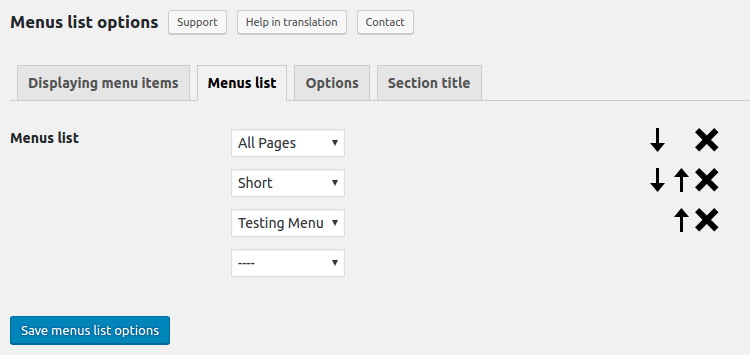 Menus list options Support Help in translation Contact
Displaying menu items Menus list Options Section title
Menus list All Pages
Short
Testing Menu
----
Save menus list options